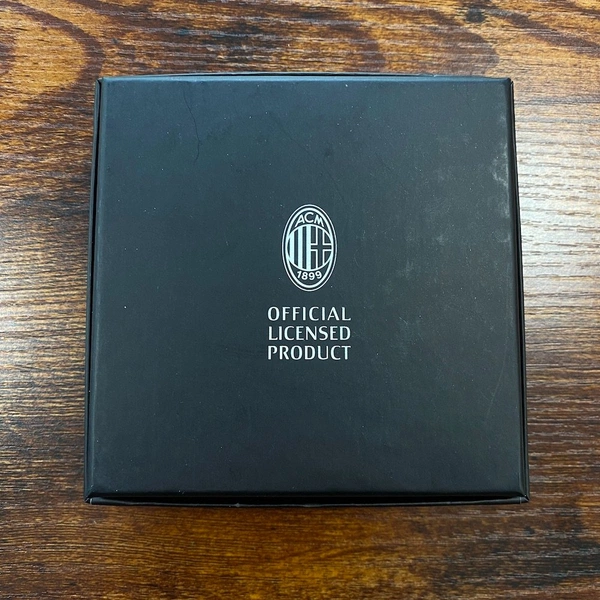 ACM
1899
OFFICIAL
LICENSED
PRODUCT